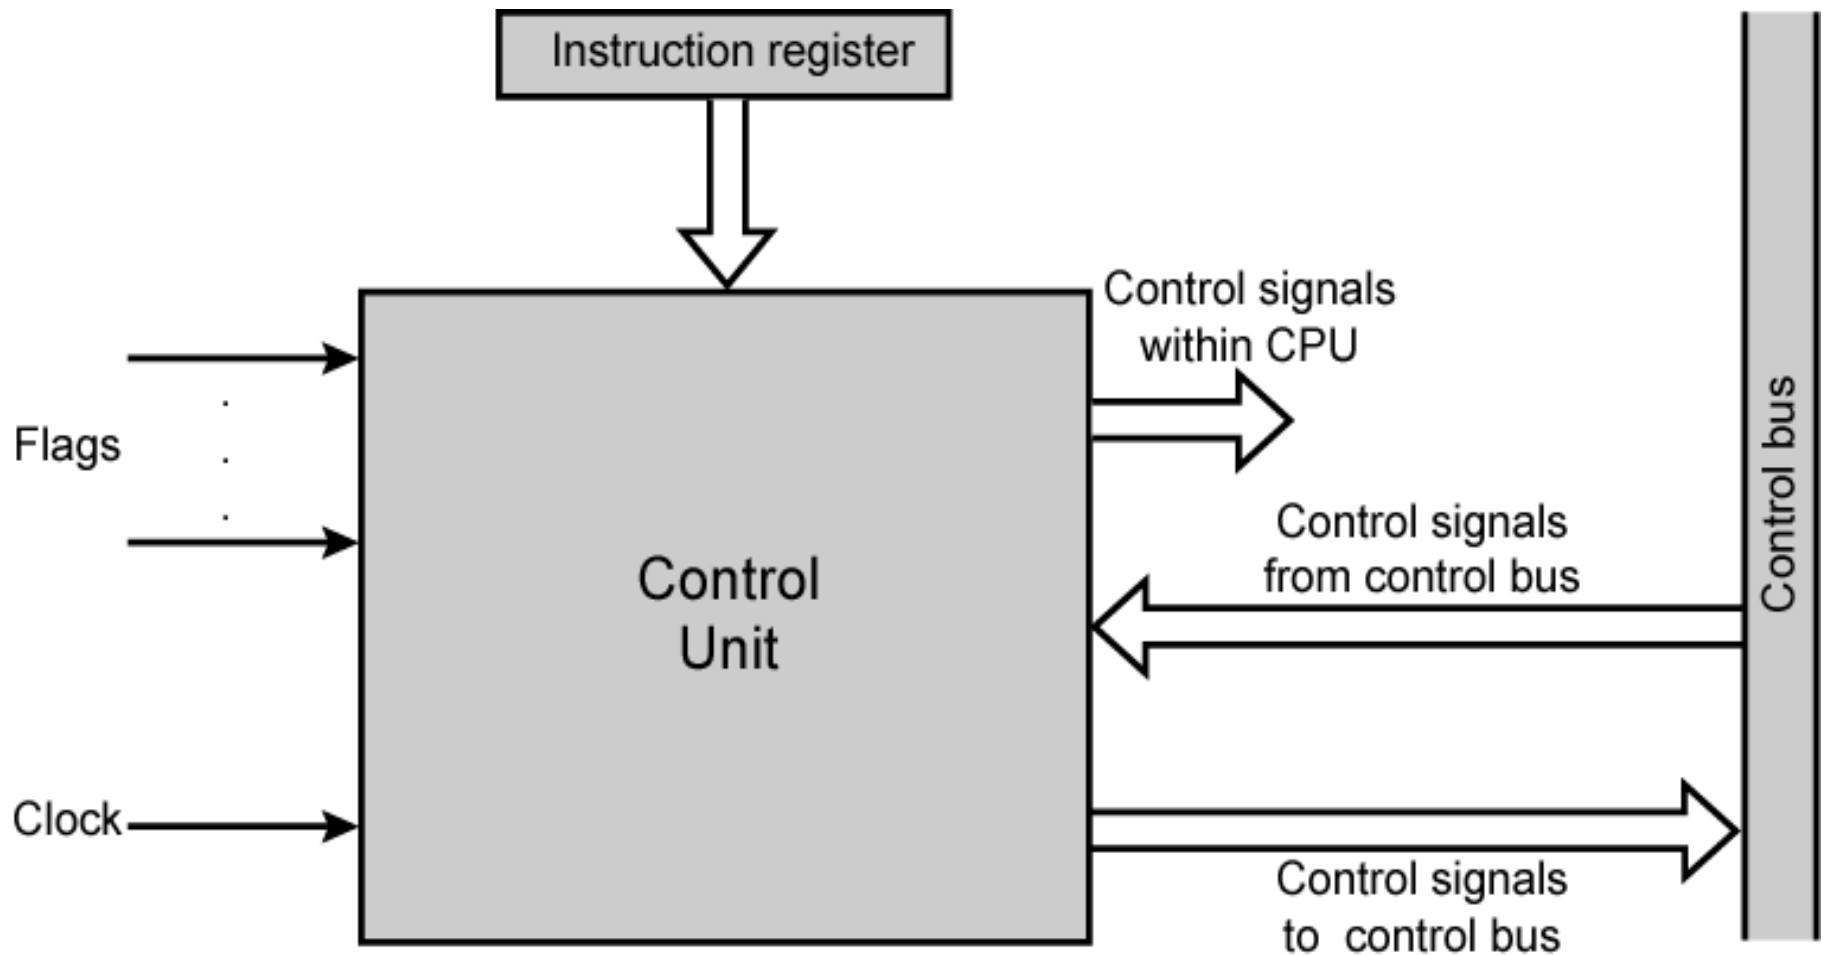 Instruction register
Control signals
within CPU
Flags
Control signals
from control bus
Control
Unit
Control bus
Clock
Control signals
to control bus